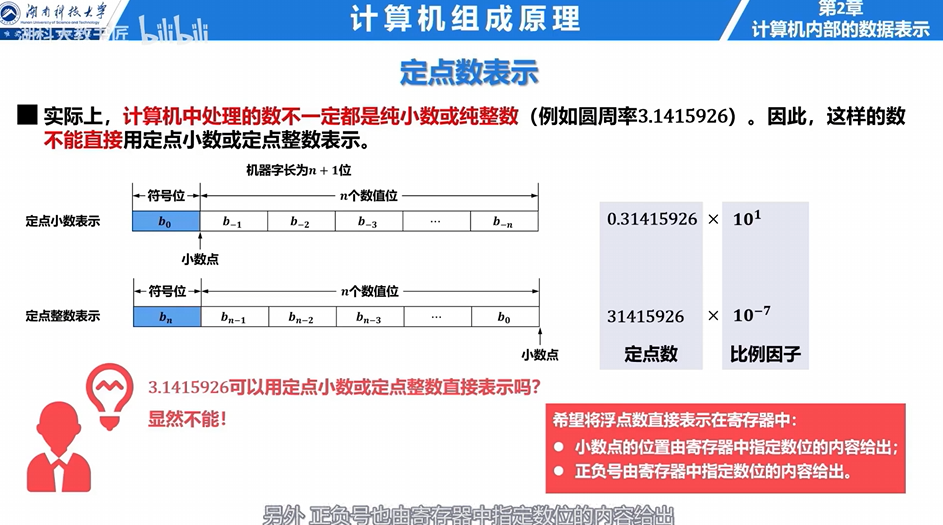 湖南科技大学
Hunan University of Science and Technology
湖科大教书匠 bilibili
计算机组成原理
第2章
计算机内部的数据表示
定点数表示
实际上，计算机中处理的数不一定都是纯小数或纯整数（例如圆周率3.1415926）。因此，这样的数
不能直接用定点小数或定点整数表示。
机器字长为n + 1位
符号位 n个数值位
定点小数表示 b₀ b₋₁ b₋₂ b₋₃ ⋯ b₋ₙ
小数点
符号位 n个数值位
定点整数表示 bₙ bₙ₋₁ bₙ₋₂ bₙ₋₃ ⋯ b₀
小数点
0.31415926 × 10¹
31415926 × 10⁻⁷
定点数 比例因子
3.1415926可以用定点小数或定点整数直接表示吗？
显然不能！
希望将浮点数直接表示在寄存器中：
● 小数点的位置由寄存器中指定数位的内容给出；
● 正负号由寄存器中指定数位的内容给出。
另外 正负号也由寄存器中指定数位的内容给出